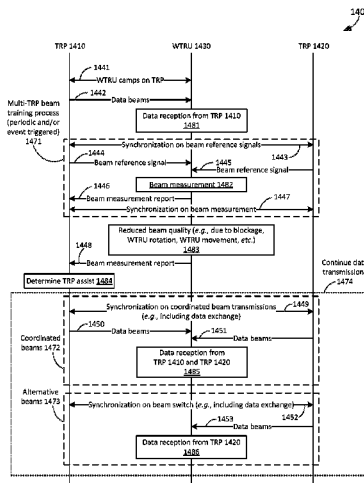 140
TRP 1410
WTRU 1430
TRP 1420
1441
WTRU camps on TRP
1442
Data beams
Data reception from TRP 1410
1481
Multi-TRP beam
training process
(periodic and/or
event triggered)
1471
Synchronization on beam reference signals
1443
1444
Beam reference signal
1445
Beam reference signal
1446
Beam measurement 1482
1447
Beam measurement report
Synchronization on beam measurement
Reduced beam quality (e.g., due to blockage,
WTRU rotation, WTRU movement, etc.)
1483
1448
Beam measurement report
Determine TRP assist 1484
Continue data
transmission
1474
Synchronization on coordinated beam transmissions
(e.g., including data exchange)
1449
1450
Data beams
1451
Data beams
Coordinated
beams 1472
Data reception from
TRP 1410 and TRP 1420
1485
Alternative
beams 1473
Synchronization on beam switch (e.g., including data exchange)
1452
1453
Data beams
Data reception from TRP 1420
1486